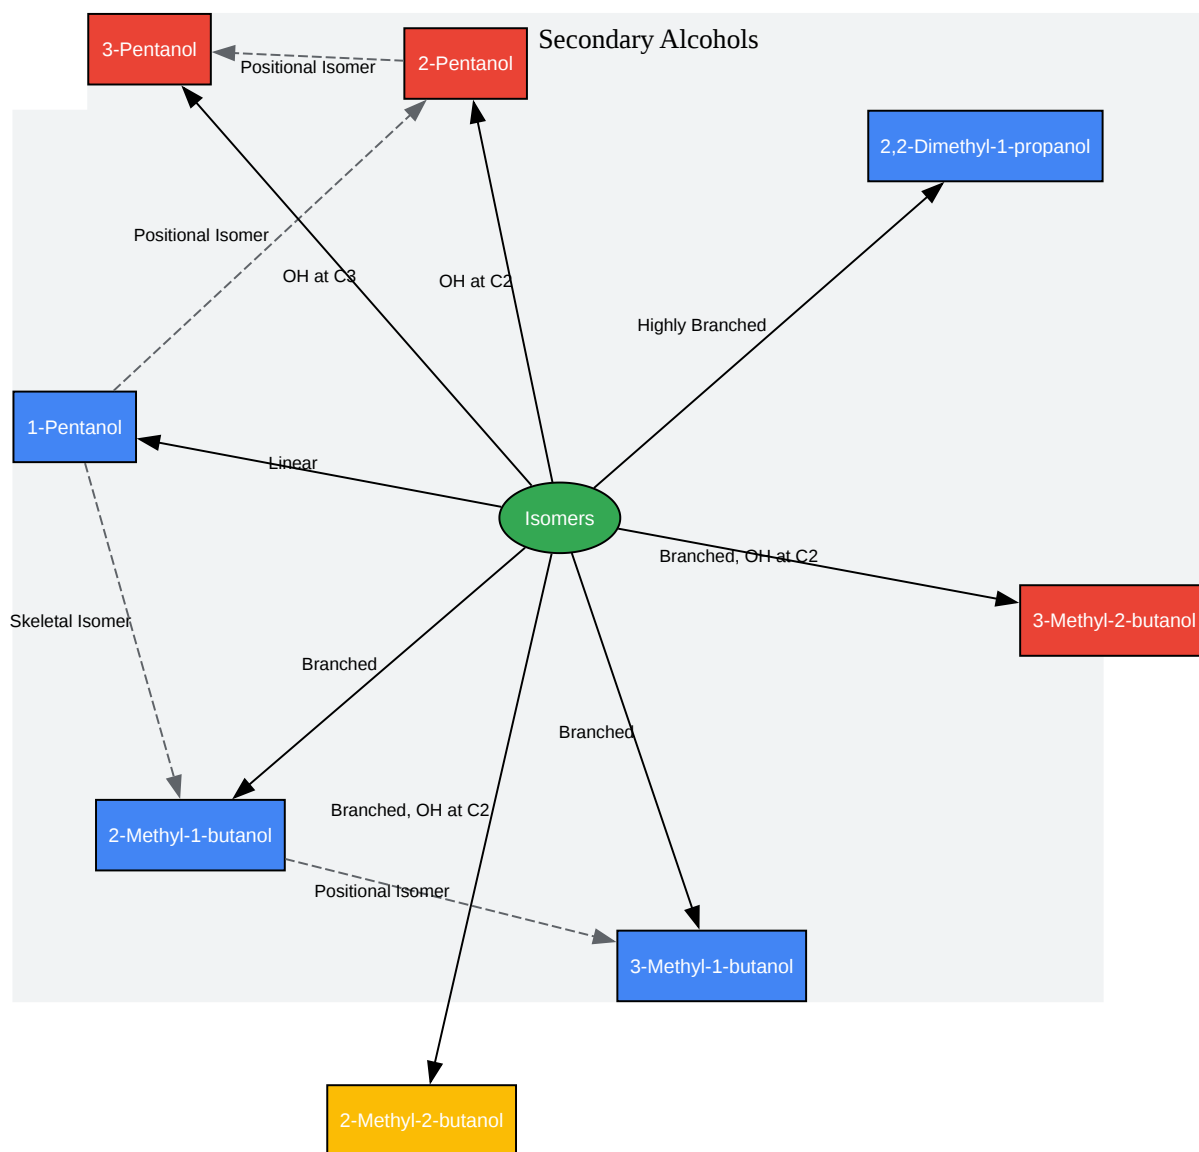 3-Pentanol
Positional Isomer
2-Pentanol
Secondary Alcohols
2,2-Dimethyl-1-propanol
Positional Isomer
OH at C3
OH at C2
Highly Branched
1-Pentanol
Linear
Isomers
Branched, OH at C2
3-Methyl-2-butanol
Skeletal Isomer
Branched
Branched
Branched, OH at C2
2-Methyl-1-butanol
Positional Isomer
3-Methyl-1-butanol
2-Methyl-2-butanol